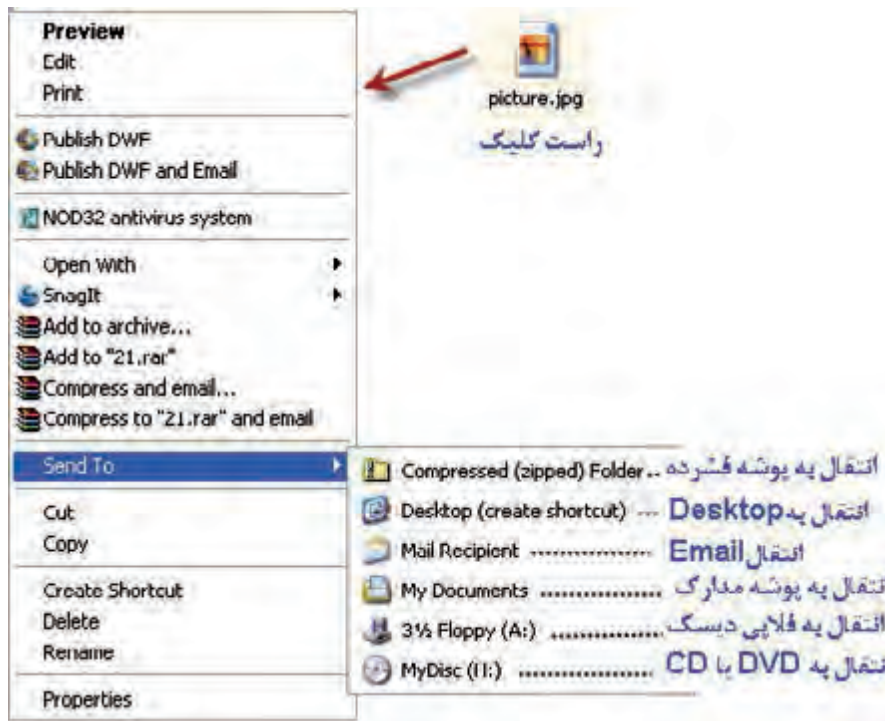 Preview
Edit
Print
picture.jpg
راست کلیک
Publish DWF
Publish DWF and Email
NOD32 antivirus system
Open With
SnagIt
Add to archive...
Add to "21.rar"
Compress and email...
Compress to "21.rar" and email
Send To
Compressed (zipped) Folder .. انتقال به پوشه فشرده
Desktop (create shortcut) ... انتقال به Desktop
Mail Recipient ................ انتقال Email
My Documents ................ نتقال به پوشه مدارک
3½ Floppy (A:) ............... انتقال به فلاپی دیسک
MyDisc (H:) .................. نتقال به DVD یا CD
Cut
Copy
Create Shortcut
Delete
Rename
Properties